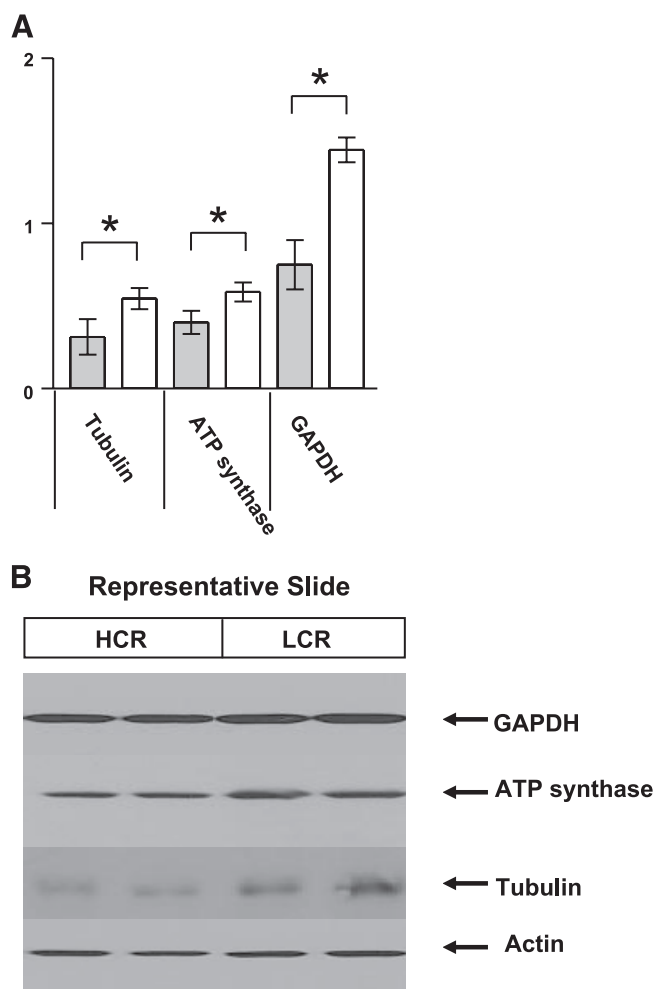 A
2
*
*
*
1
0
Tubulin
ATP synthase
GAPDH
B
Representative Slide
HCR LCR
GAPDH
ATP synthase
Tubulin
Actin